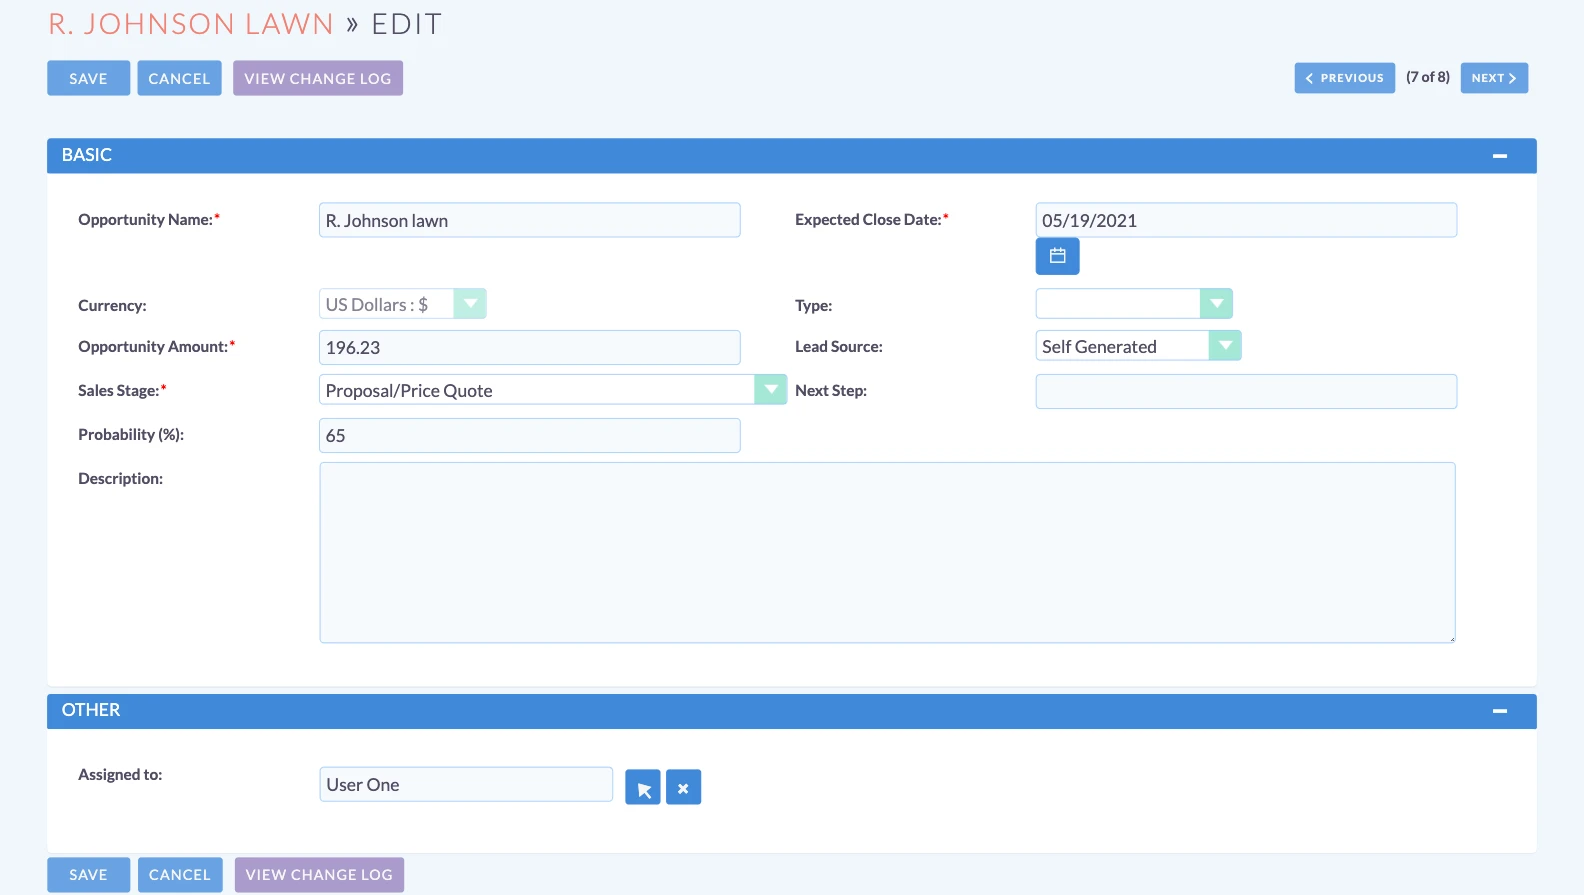 R. JOHNSON LAWN » EDIT
SAVE CANCEL VIEW CHANGE LOG PREVIOUS (7 of 8) NEXT
BASIC
Opportunity Name:* R. Johnson lawn Expected Close Date:* 05/19/2021
Currency: US Dollars : $ Type:
Opportunity Amount:* 196.23 Lead Source: Self Generated
Sales Stage:* Proposal/Price Quote Next Step:
Probability (%): 65
Description:
OTHER
Assigned to: User One
SAVE CANCEL VIEW CHANGE LOG